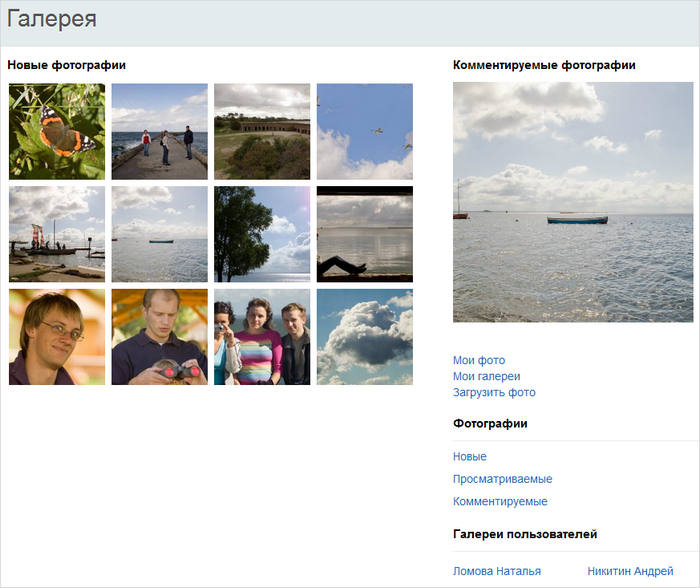 Галерея
Новые фотографии
Комментируемые фотографии
Мои фото
Мои галереи
Загрузить фото
Фотографии
Новые
Просматриваемые
Комментируемые
Галереи пользователей
Ломова Наталья Никитин Андрей